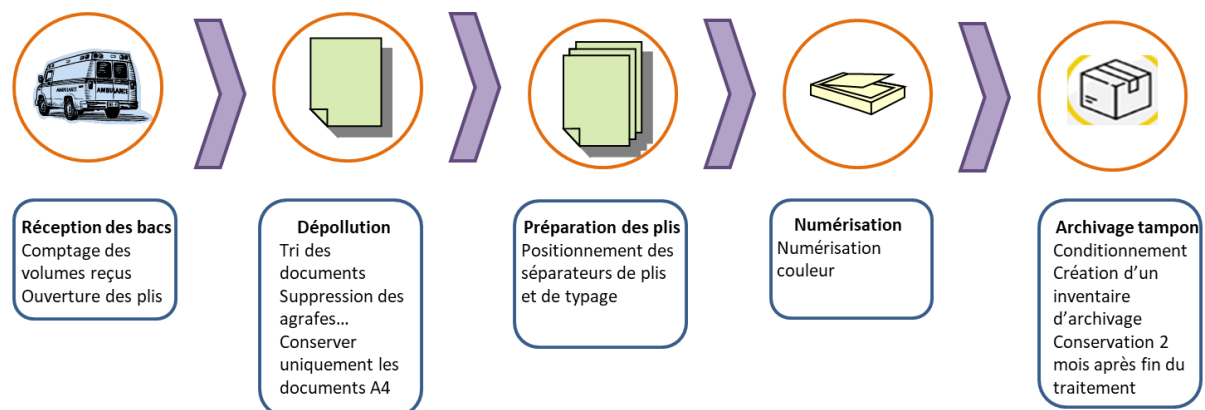 AMBULANCE
Réception des bacs
Comptage des
volumes reçus
Ouverture des plis
Dépollution
Tri des
documents
Suppression des
agrafes...
Conserver
uniquement les
documents A4
Préparation des plis
Positionnement des
séparateurs de plis
et de typage
Numérisation
Numérisation
couleur
Archivage tampon
Conditionnement
Création d'un
inventaire
d'archivage
Conservation 2
mois après fin du
traitement